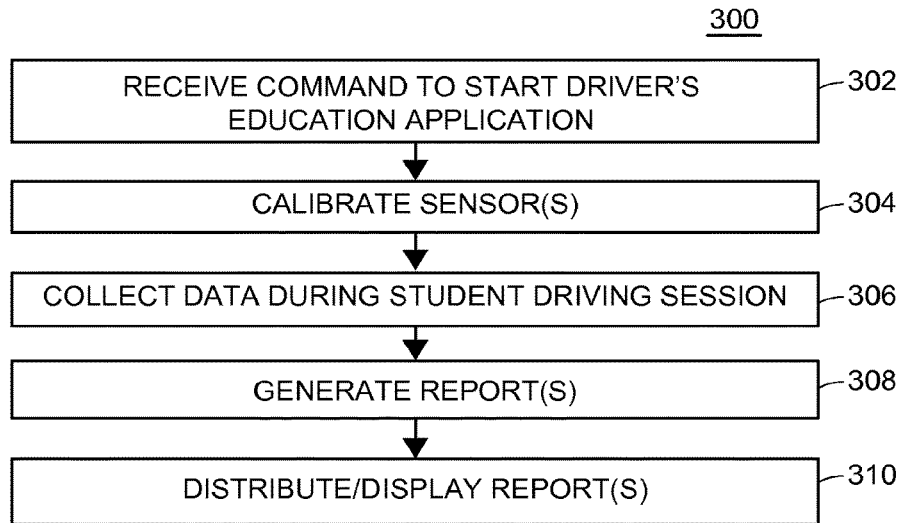 300
RECEIVE COMMAND TO START DRIVER'S
EDUCATION APPLICATION
302
CALIBRATE SENSOR(S)
304
COLLECT DATA DURING STUDENT DRIVING SESSION
306
GENERATE REPORT(S)
308
DISTRIBUTE/DISPLAY REPORT(S)
310